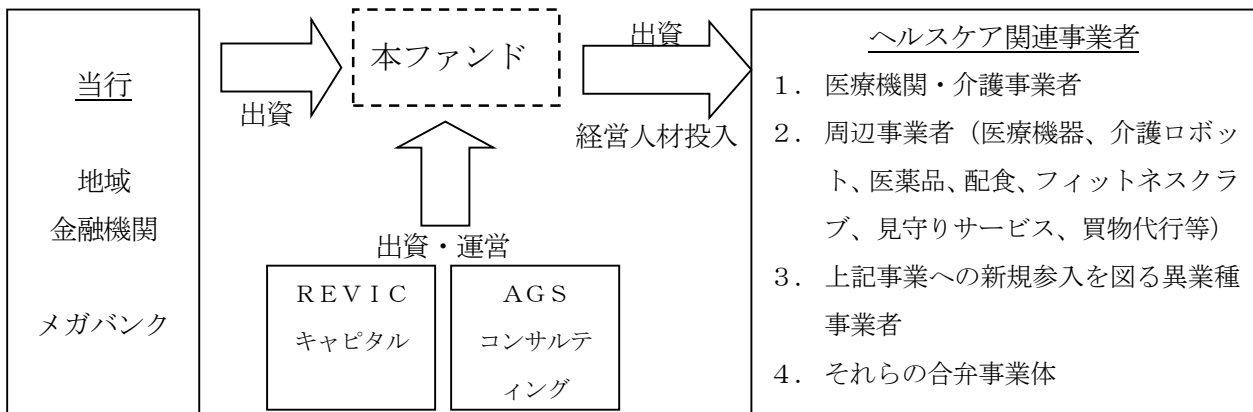 当行
地域
金融機関
メガバンク
出資
本ファンド
出資
経営人材投入
出資・運営
ＲＥＶＩＣ
キャピタル
ＡＧＳ
コンサルテ
ィング
ヘルスケア関連事業者
１．医療機関・介護事業者
２．周辺事業者（医療機器、介護ロボッ
ト、医薬品、配食、フィットネスクラ
ブ、見守りサービス、買物代行等）
３．上記事業への新規参入を図る異業種
事業者
４．それらの合弁事業体